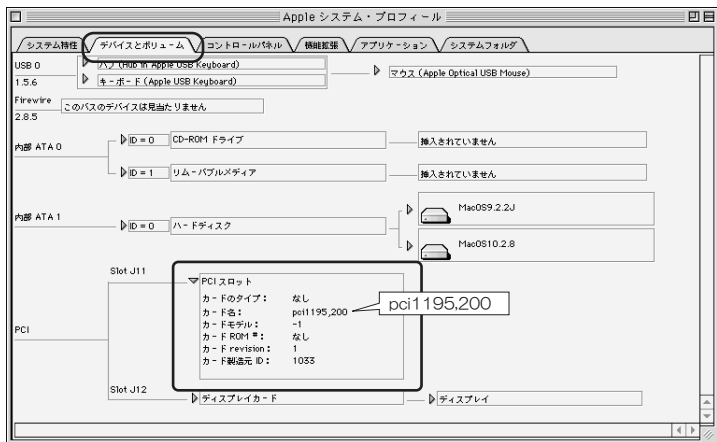 Apple システム・プロフィール
システム特性
デバイスとボリューム
コントロールパネル
機能拡張
アプリケーション
システムフォルダ
USB 0
1.5.6
ハブ (Hub in Apple USB Keyboard)
キーボード (Apple USB Keyboard)
マウス (Apple Optical USB Mouse)
Firewire
2.8.5
このバスのデバイスは見当たりません
内部 ATA 0
ID = 0
CD-ROM ドライブ
挿入されていません
ID = 1
リムーバブルメディア
挿入されていません
内部 ATA 1
ID = 0
ハードディスク
MacOS9.2.2J
MacOS10.2.8
PCI
Slot J11
PCI スロット
カードのタイプ： なし
カード名： pci1195,200
pci1195,200
カードモデル： -1
カード ROM #： なし
カード revision： 1
カード製造元 ID： 1033
Slot J12
ディスプレイカード
ディスプレイ